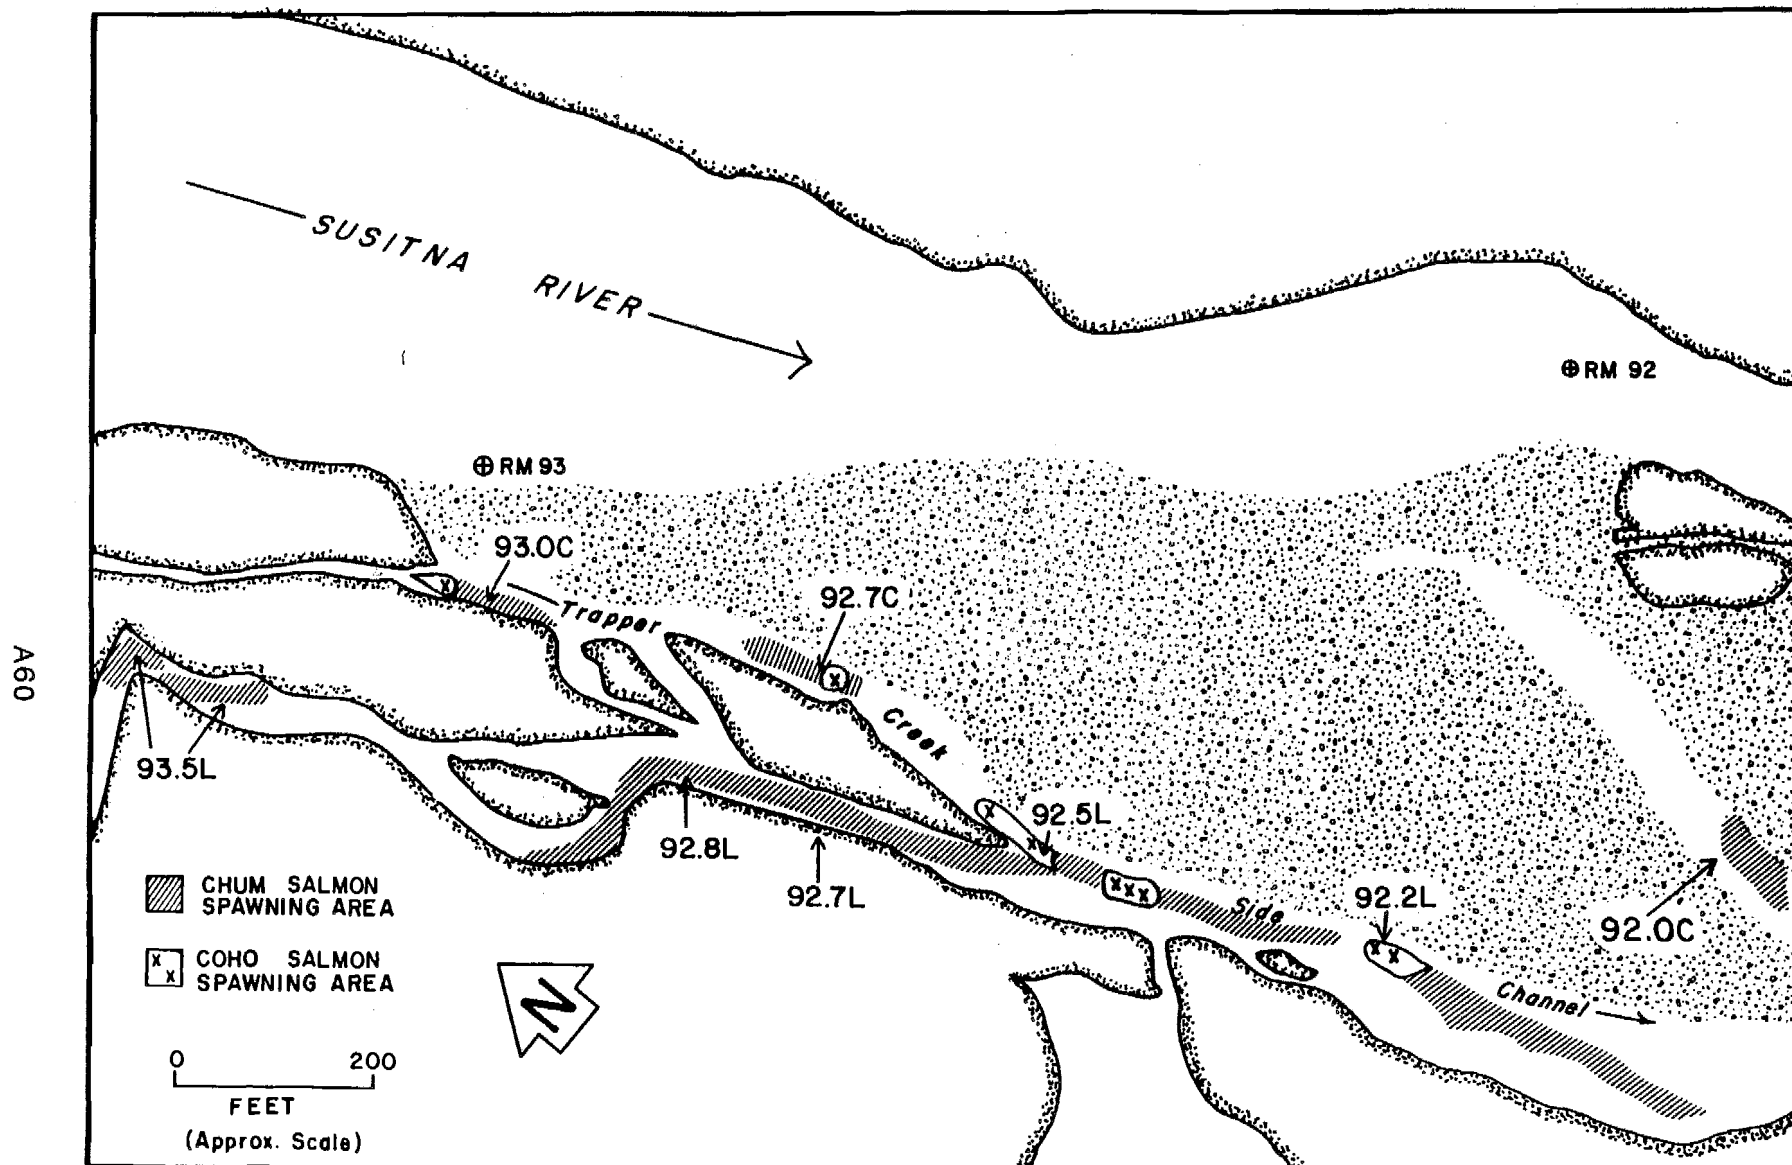 SUSITNA RIVER
⊕ RM 92
⊕ RM 93
93.0C
Trapper Creek Side Channel
92.7C
93.5L
92.5L
92.8L
92.7L
92.2L
92.0C
CHUM SALMON
SPAWNING AREA
x x
COHO SALMON
SPAWNING AREA
N
0 200
FEET
(Approx. Scale)
A60